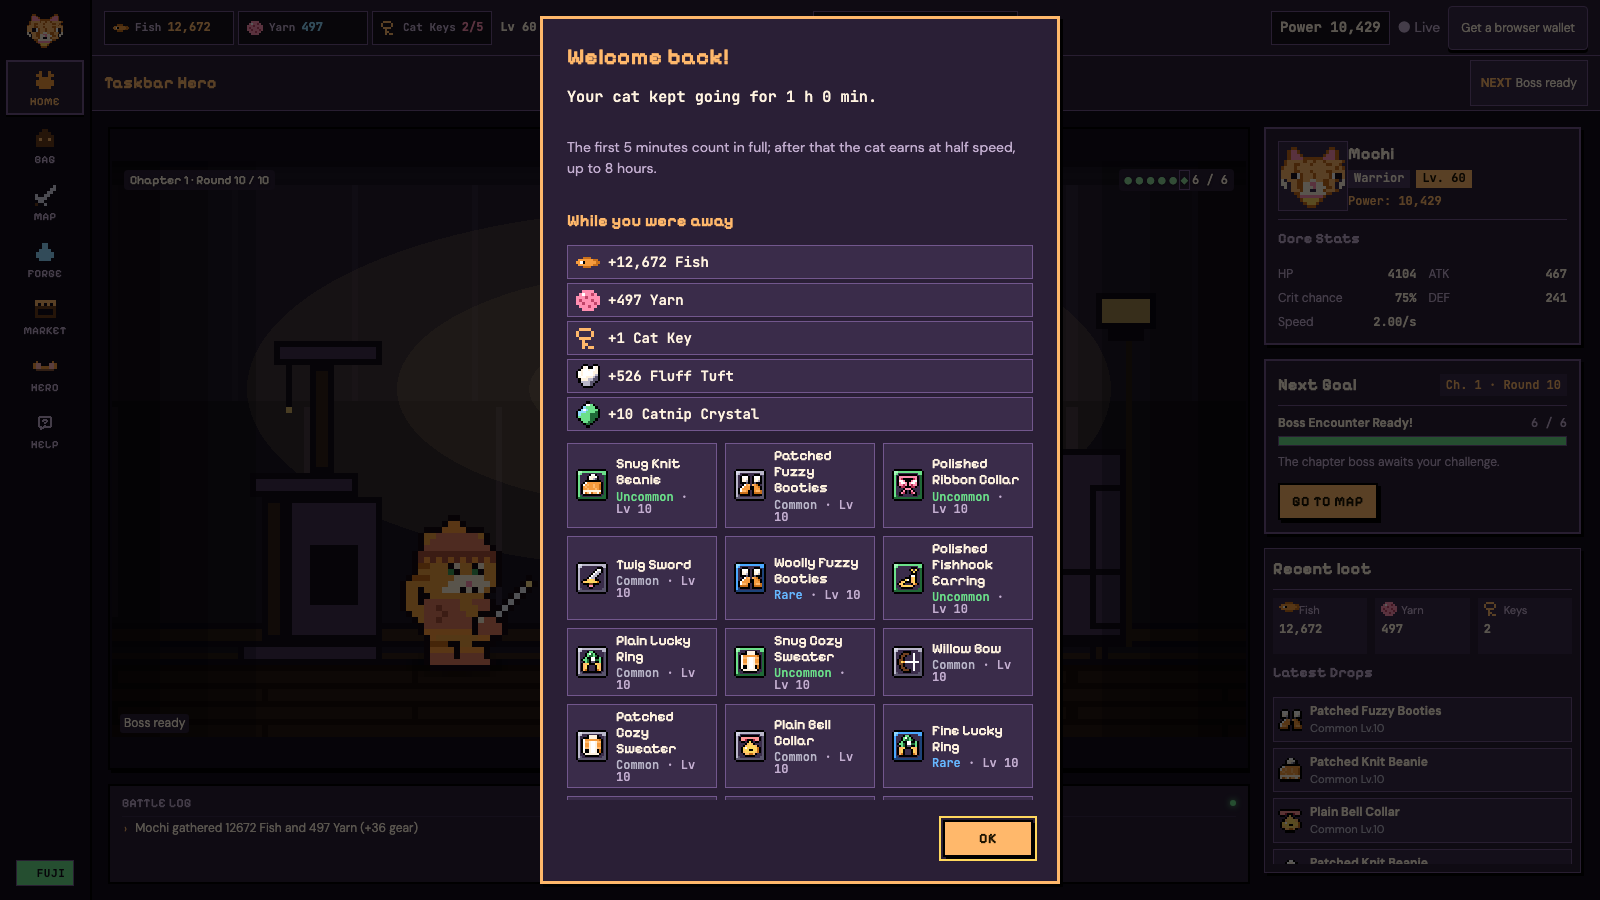 Fish 12,672
Yarn 497
Cat Keys 2/5
Lv 60
Power 10,429
Live
Get a browser wallet
HOME
BAG
MAP
FORGE
MARKET
HERO
HELP
FUJI
Taskbar Hero
NEXT Boss ready
Chapter 1 · Round 10 / 10
6 / 6
Boss ready
BATTLE LOG
› Mochi gathered 12672 Fish and 497 Yarn (+36 gear)
Welcome back!
Your cat kept going for 1 h 0 min.
The first 5 minutes count in full; after that the cat earns at half speed,
up to 8 hours.
While you were away
+12,672 Fish
+497 Yarn
+1 Cat Key
+526 Fluff Tuft
+10 Catnip Crystal
Snug Knit
Beanie
Uncommon ·
Lv 10
Patched
Fuzzy
Booties
Common · Lv
10
Polished
Ribbon Collar
Uncommon ·
Lv 10
Twig Sword
Common · Lv
10
Woolly Fuzzy
Booties
Rare · Lv 10
Polished
Fishhook
Earring
Uncommon ·
Lv 10
Plain Lucky
Ring
Common · Lv
10
Snug Cozy
Sweater
Uncommon ·
Lv 10
Willow Bow
Common · Lv
10
Patched
Cozy
Sweater
Common · Lv
10
Plain Bell
Collar
Common · Lv
10
Fine Lucky
Ring
Rare · Lv 10
OK
Mochi
Warrior
Lv. 60
Power: 10,429
Core Stats
HP 4104
ATK 467
Crit chance 75%
DEF 241
Speed 2.00/s
Next Goal
Ch. 1 · Round 10
Boss Encounter Ready!
6 / 6
The chapter boss awaits your challenge.
GO TO MAP
Recent loot
Fish
12,672
Yarn
497
Keys
2
Latest Drops
Patched Fuzzy Booties
Common Lv.10
Patched Knit Beanie
Common Lv.10
Plain Bell Collar
Common Lv.10
Patched Knit Beanie